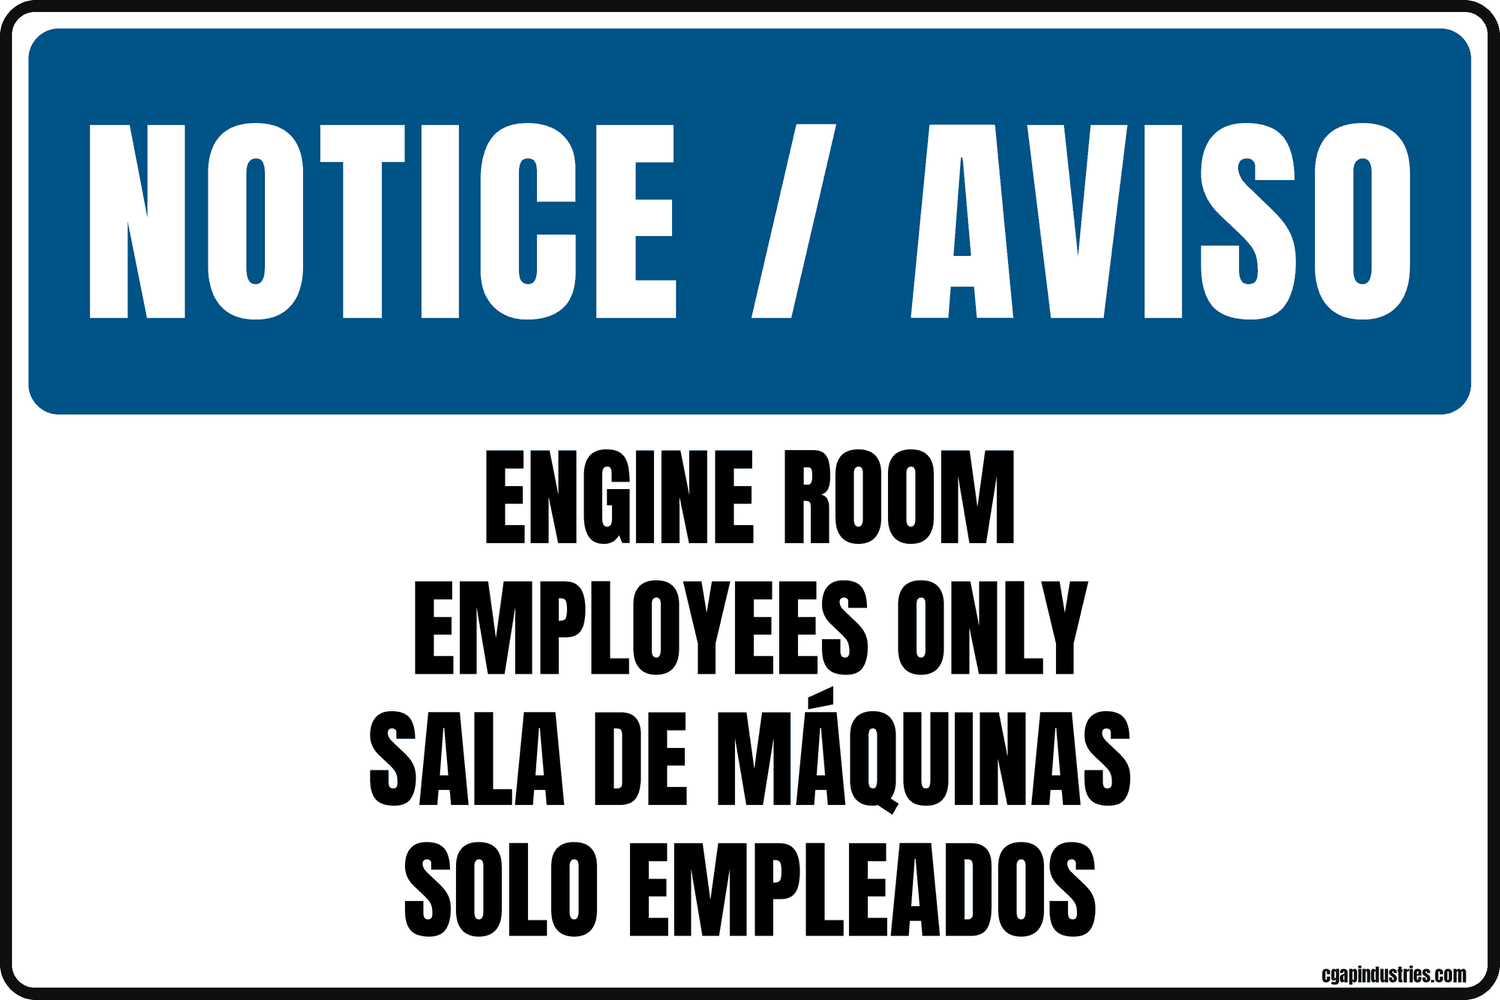 NOTICE / AVISO
ENGINE ROOM
EMPLOYEES ONLY
SALA DE MÁQUINAS
SOLO EMPLEADOS
cgapindustries.com